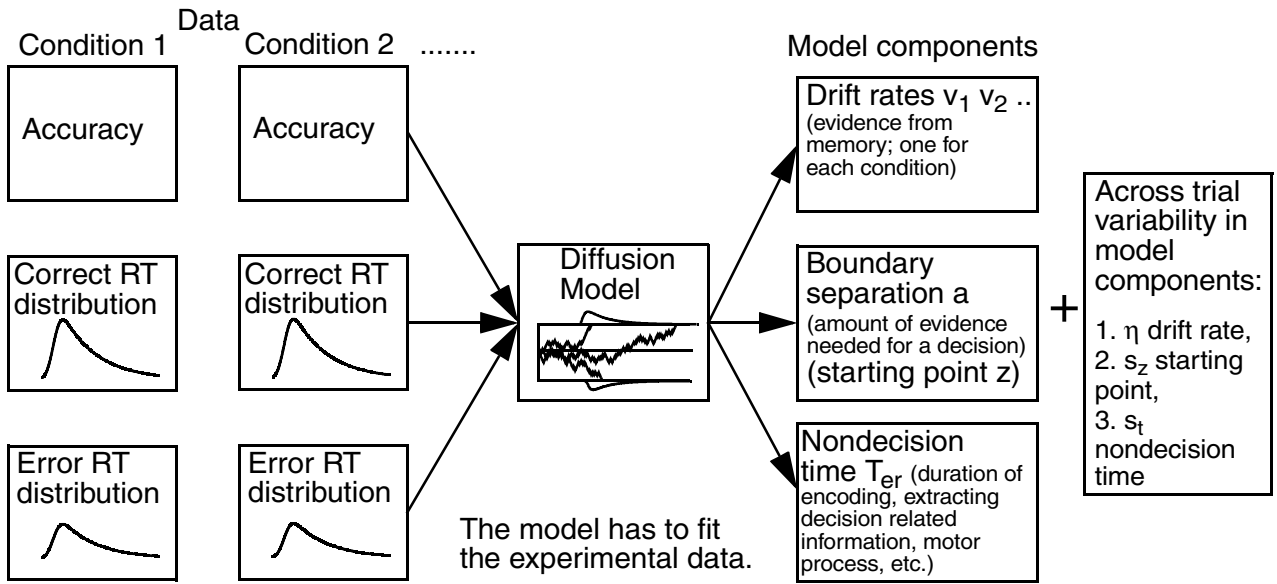 Data
Condition 1
Condition 2
.......
Accuracy
Accuracy
Correct RT
distribution
Correct RT
distribution
Error RT
distribution
Error RT
distribution
Diffusion
Model
The model has to fit
the experimental data.
Model components
Drift rates v1 v2 ..
(evidence from
memory; one for
each condition)
Boundary
separation a
(amount of evidence
needed for a decision)
(starting point z)
Nondecision
time Ter (duration of
encoding, extracting
decision related
information, motor
process, etc.)
+
Across trial
variability in
model
components:
1. η drift rate,
2. sz starting
point,
3. st
nondecision
time